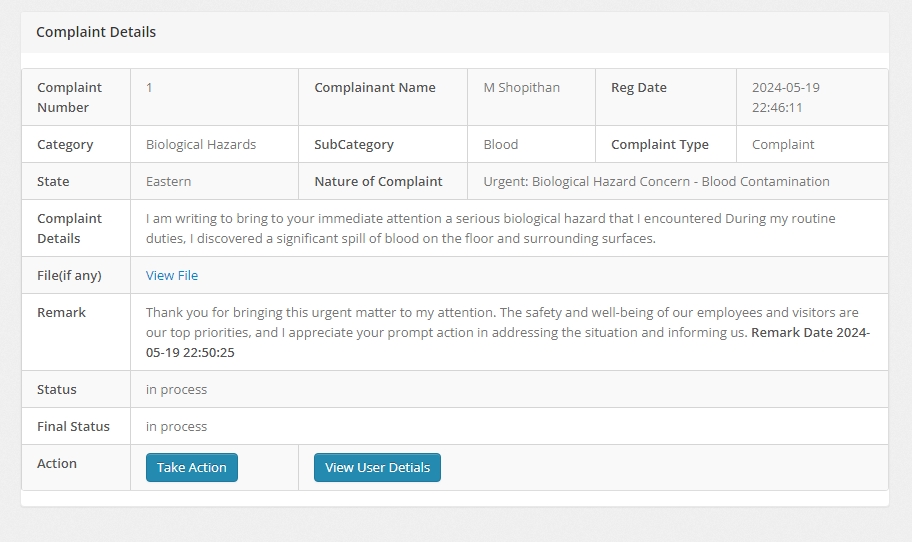 Complaint Details
Complaint Number 1 Complainant Name M Shopithan Reg Date 2024-05-19 22:46:11
Category Biological Hazards SubCategory Blood Complaint Type Complaint
State Eastern Nature of Complaint Urgent: Biological Hazard Concern - Blood Contamination
Complaint Details
I am writing to bring to your immediate attention a serious biological hazard that I encountered During my routine
duties, I discovered a significant spill of blood on the floor and surrounding surfaces.
File(if any) View File
Remark
Thank you for bringing this urgent matter to my attention. The safety and well-being of our employees and visitors are
our top priorities, and I appreciate your prompt action in addressing the situation and informing us. Remark Date 2024-
05-19 22:50:25
Status in process
Final Status in process
Action Take Action View User Detials